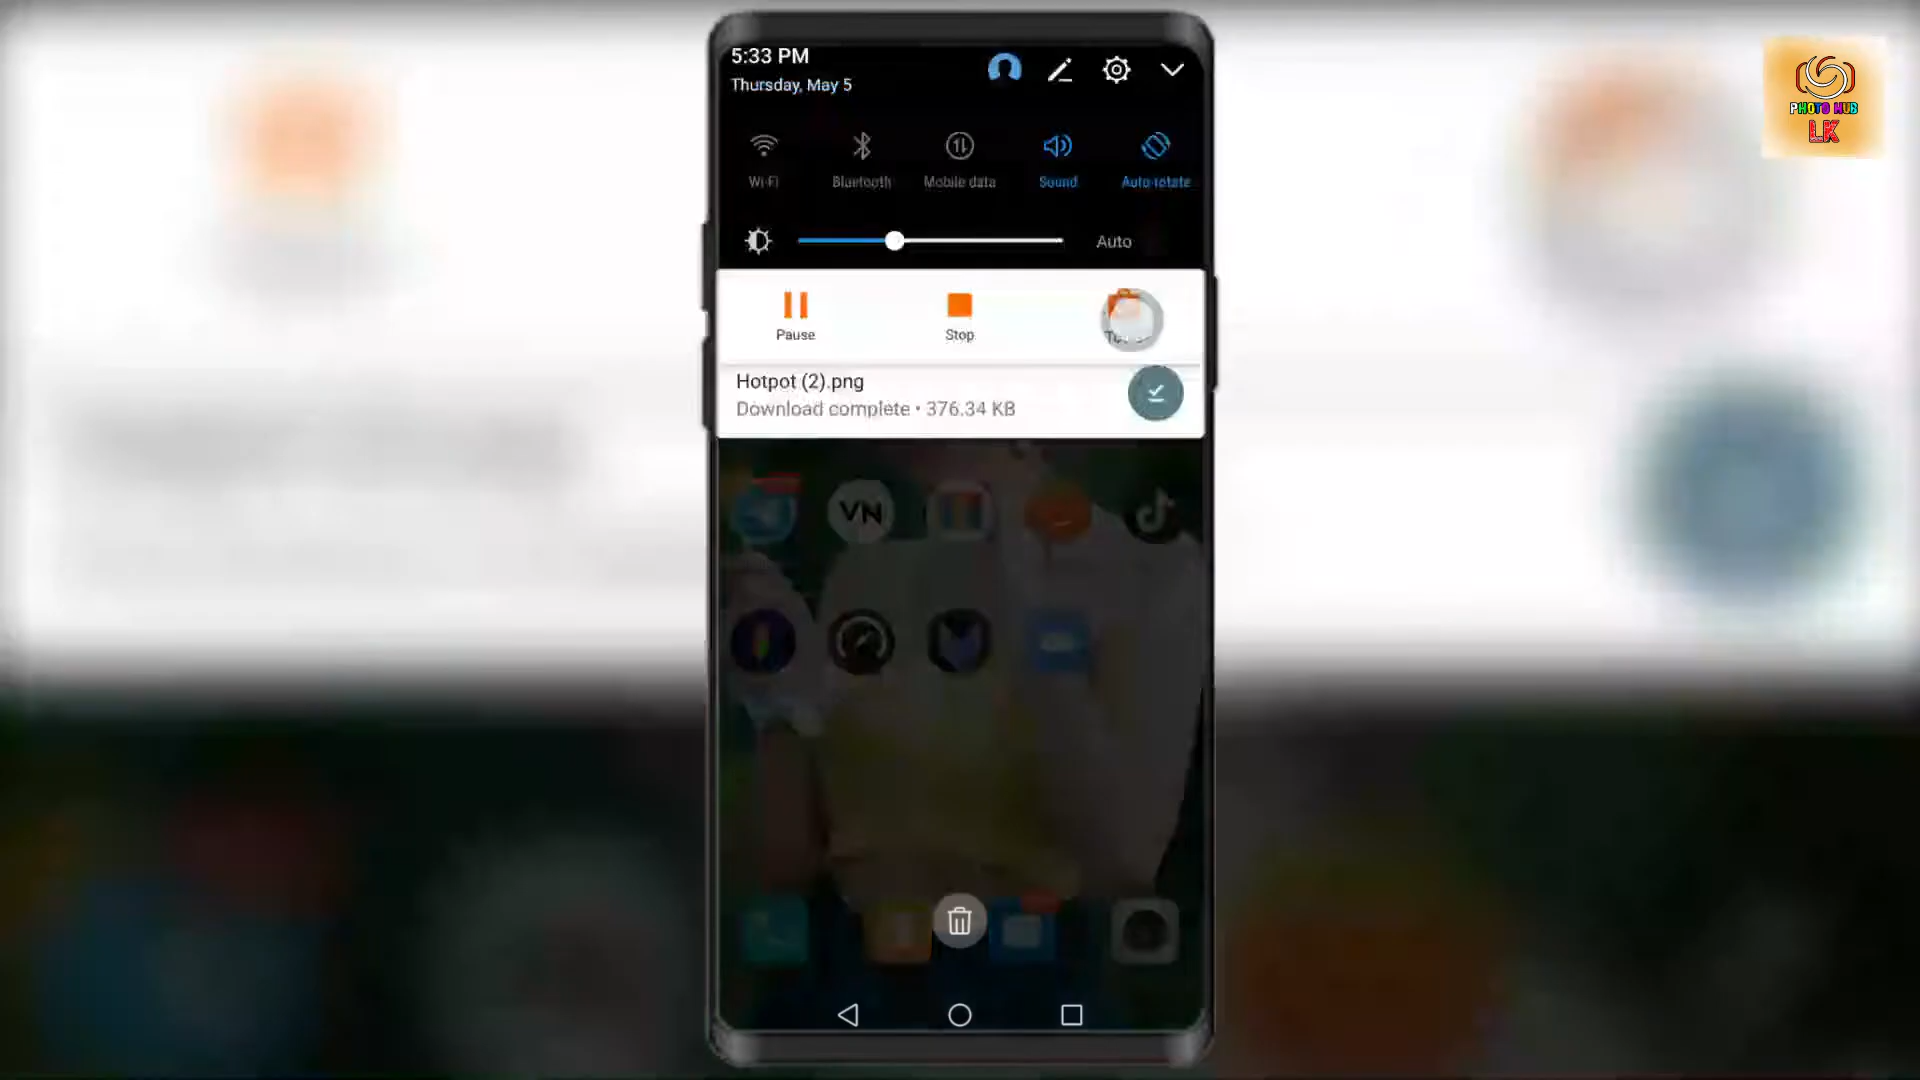 5:33 PM
Thursday, May 5
PHOTO HUB
LK
Wi-Fi
Bluetooth
Mobile data
Sound
Auto-rotate
Auto
Pause
Stop
Hotpot (2).png
Download complete • 376.34 KB
VN